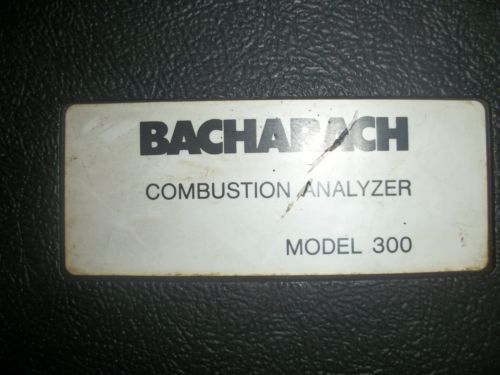 BACHARACH
COMBUSTION ANALYZER
MODEL 300